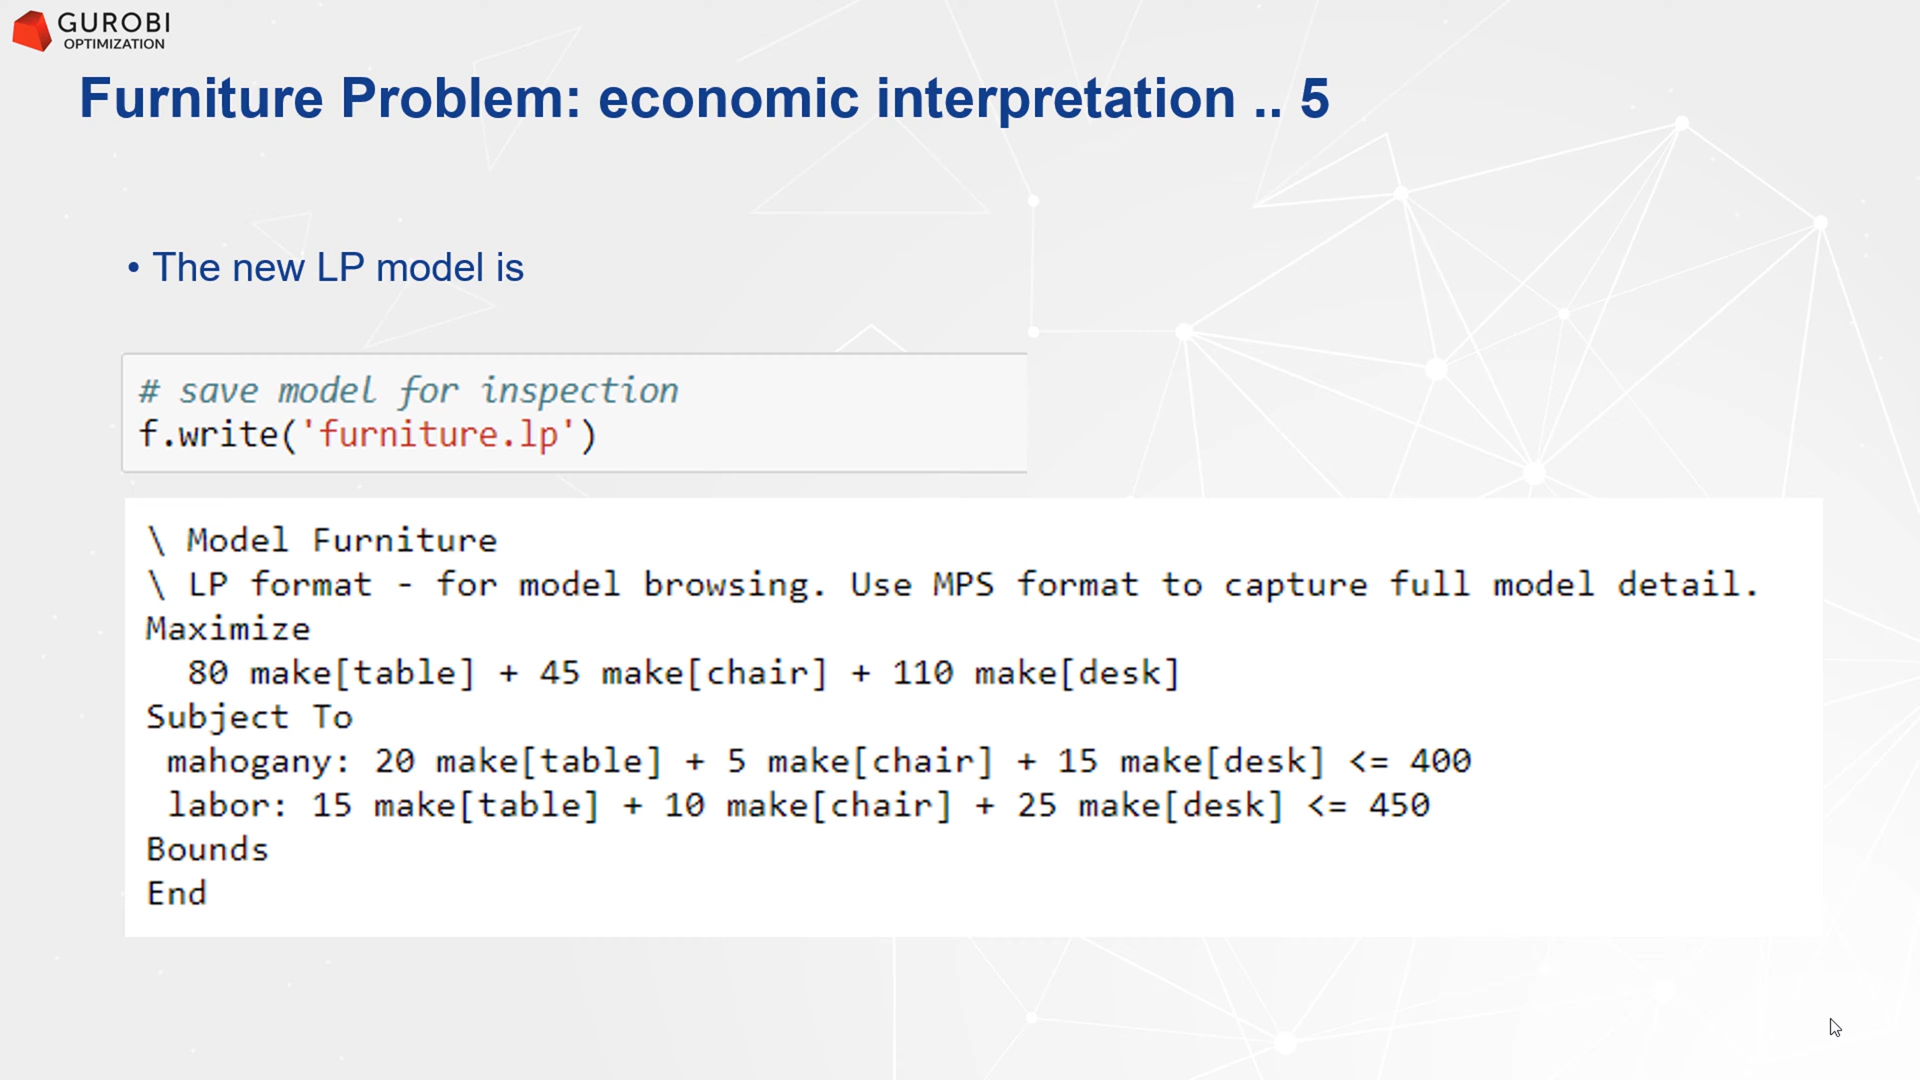 GUROBI
OPTIMIZATION
Furniture Problem: economic interpretation .. 5
• The new LP model is
# save model for inspection
f.write('furniture.lp')
\ Model Furniture
\ LP format - for model browsing. Use MPS format to capture full model detail.
Maximize
80 make[table] + 45 make[chair] + 110 make[desk]
Subject To
mahogany: 20 make[table] + 5 make[chair] + 15 make[desk] <= 400
labor: 15 make[table] + 10 make[chair] + 25 make[desk] <= 450
Bounds
End